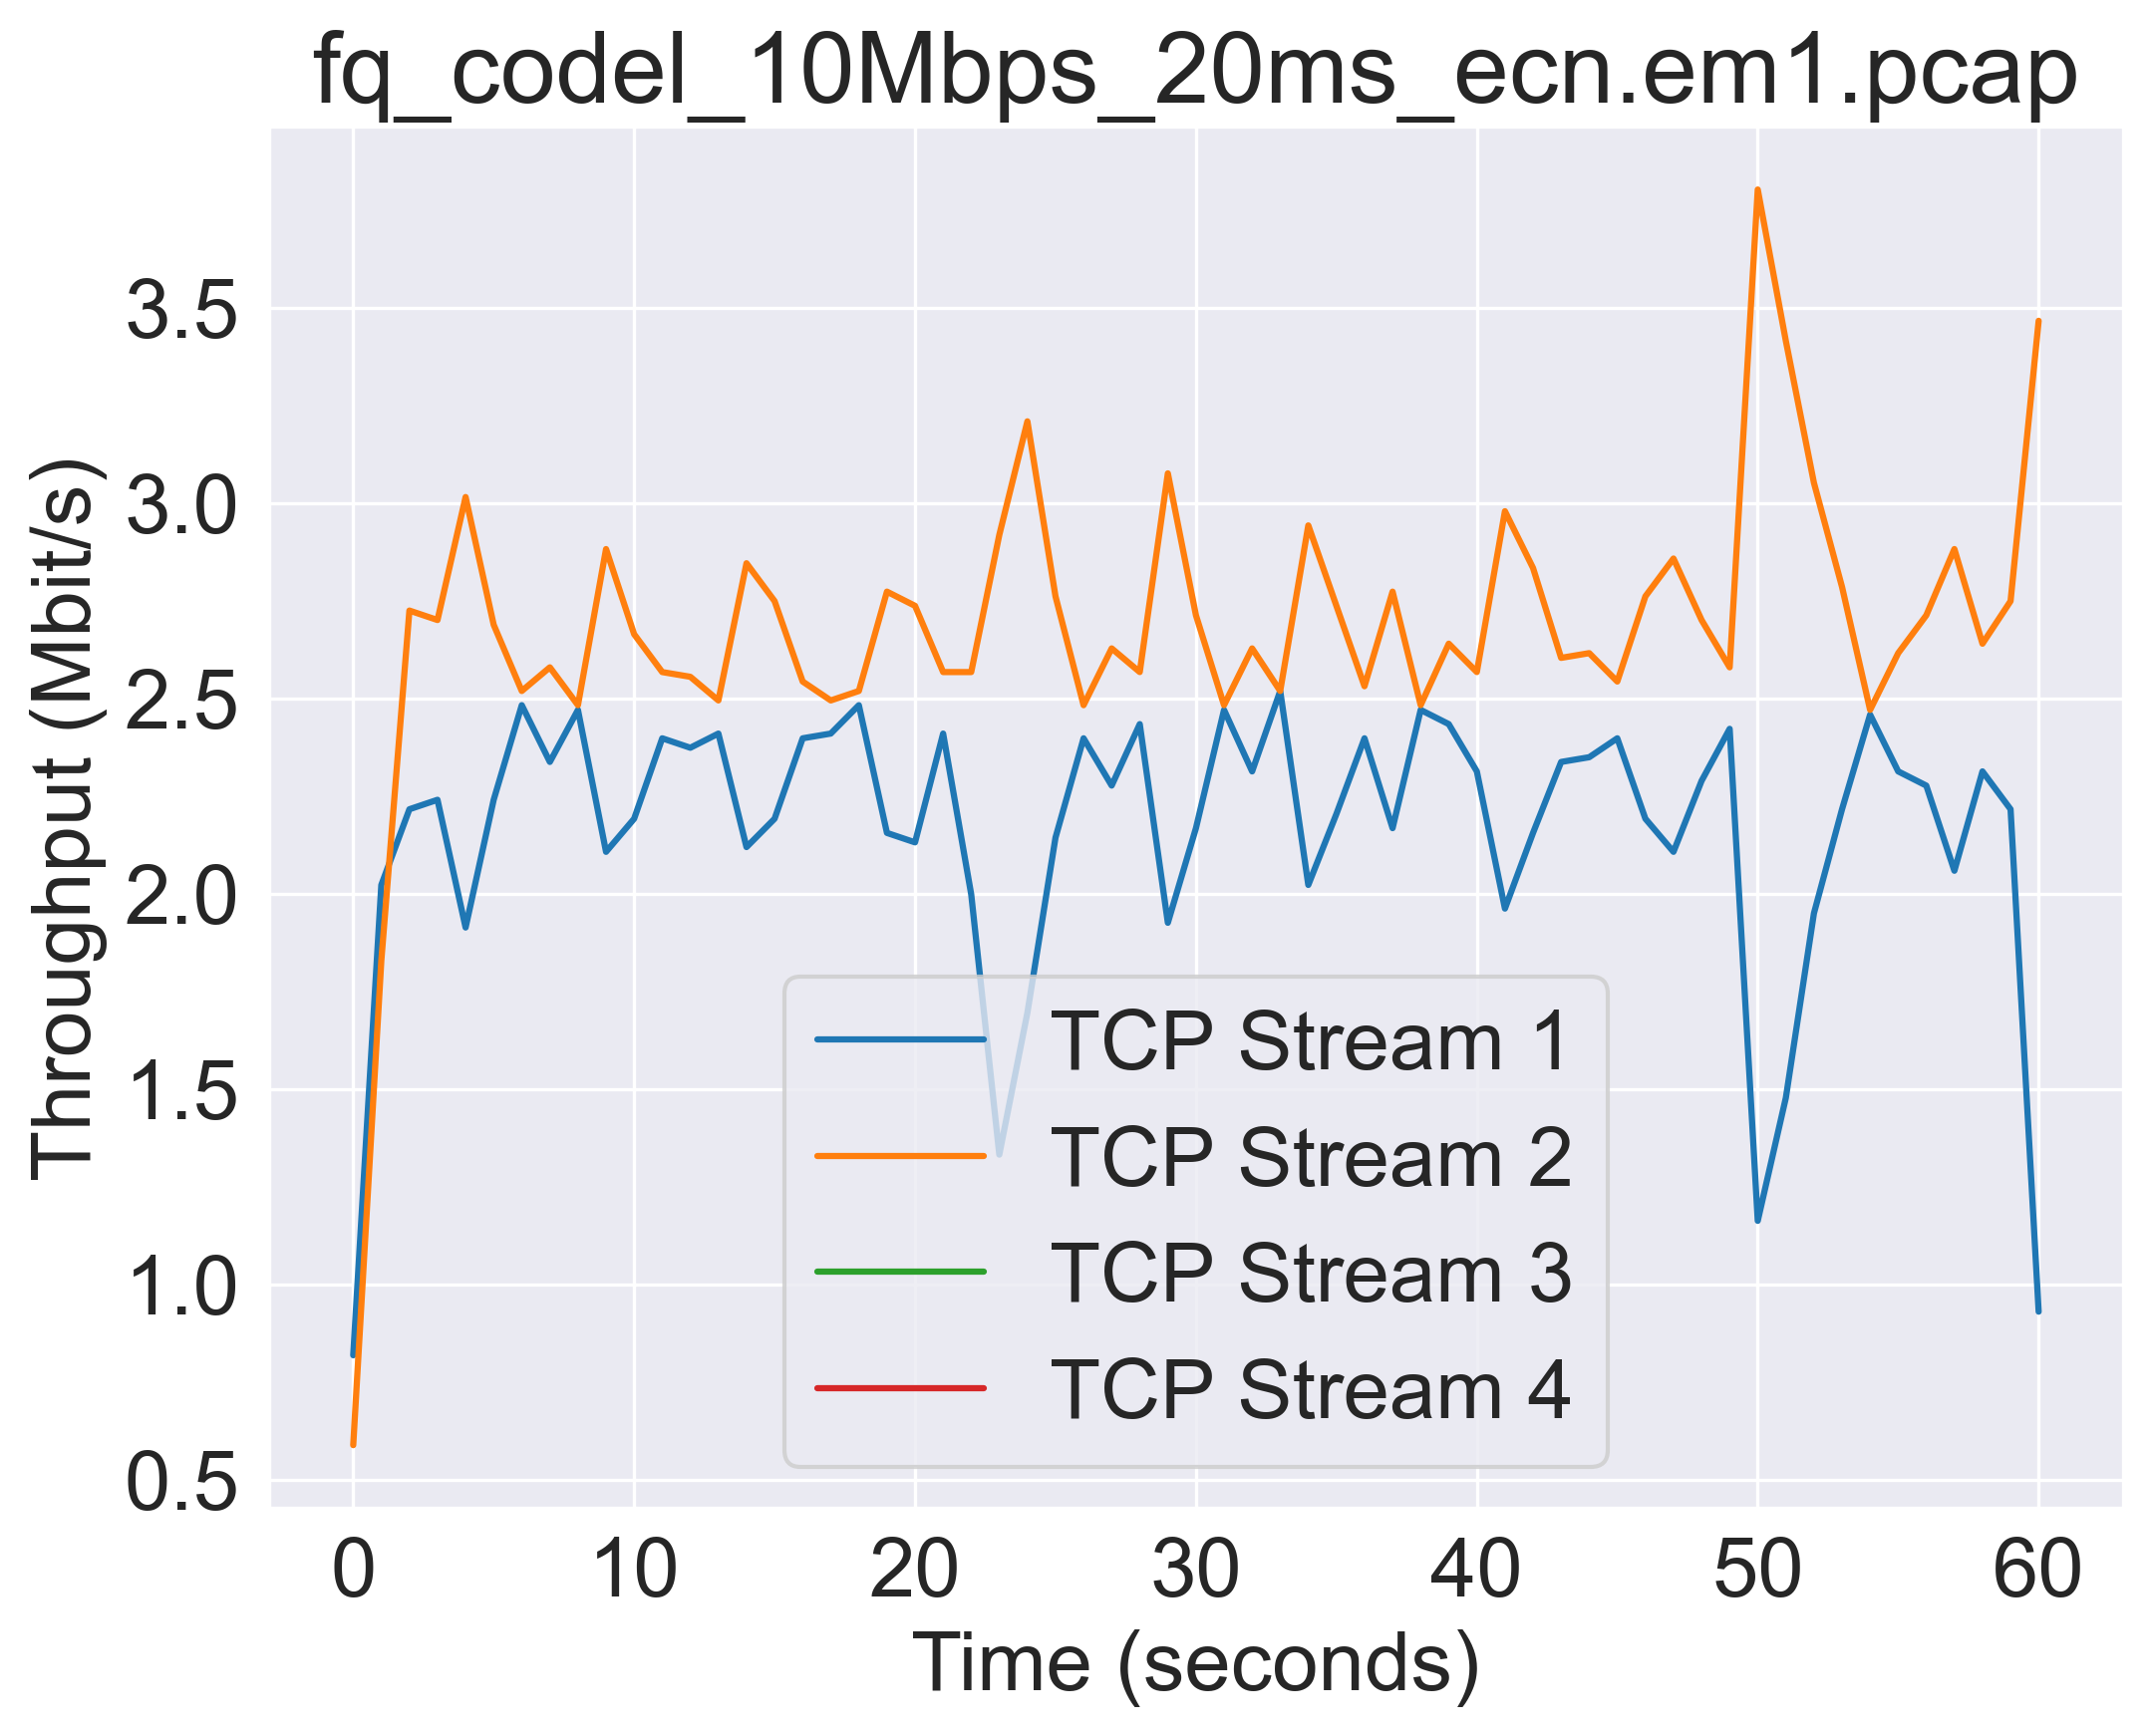 fq_codel_10Mbps_20ms_ecn.em1.pcap
Throughput (Mbit/s)
3.5
3.0
2.5
2.0
1.5
1.0
0.5
TCP Stream 1
TCP Stream 2
TCP Stream 3
TCP Stream 4
0 10 20 30 40 50 60
Time (seconds)